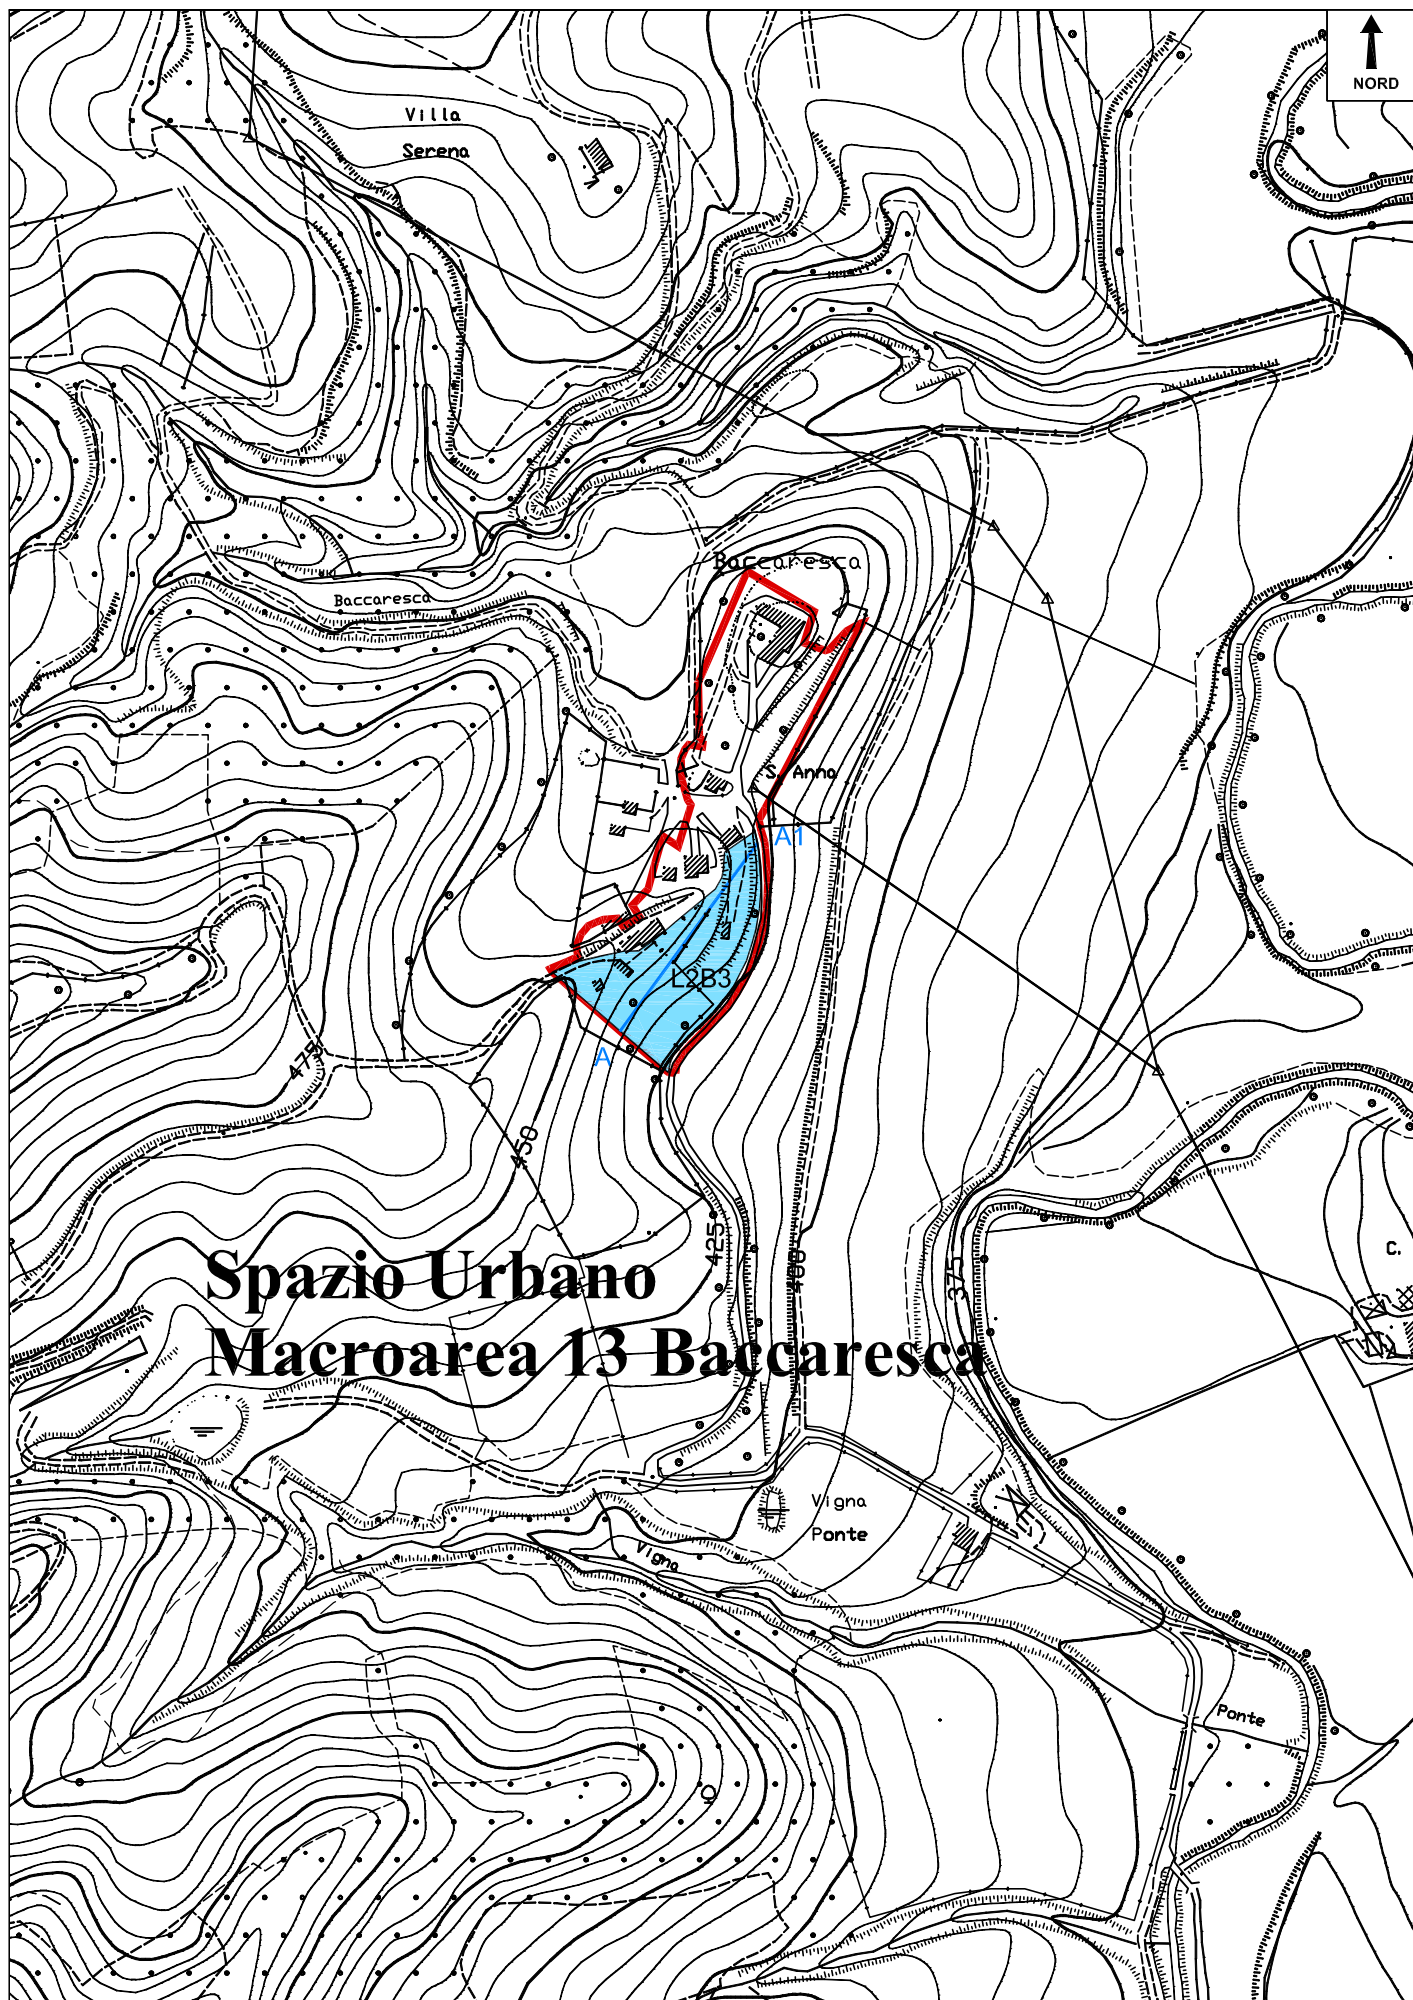 NORD
Villa
Serena
Baccaresca
Baccaresca
S. Anna
A1
L2B3
A
475
450
425
400
375
C.
Spazio Urbano
Macroarea 13 Baccaresca
Vigna
Ponte
Vigna
Ponte